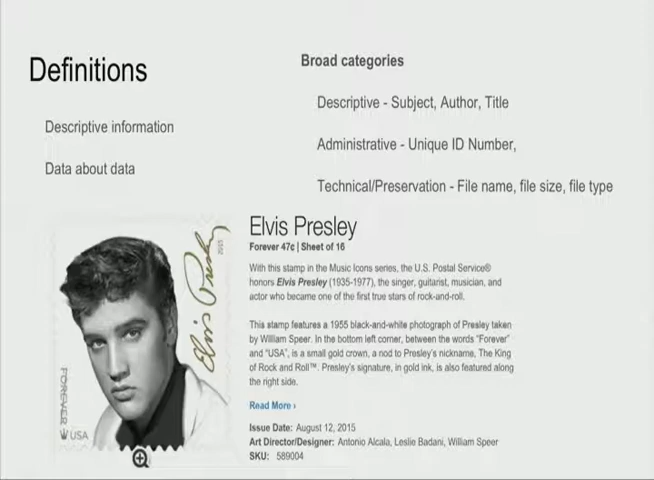 Definitions
Descriptive information
Data about data
Broad categories
Descriptive - Subject, Author, Title
Administrative - Unique ID Number,
Technical/Preservation - File name, file size, file type
Elvis Presley
2015
FOREVER
USA
Elvis Presley
Forever 47c | Sheet of 16
With this stamp in the Music Icons series, the U.S. Postal Service®
honors Elvis Presley (1935-1977), the singer, guitarist, musician, and
actor who became one of the first true stars of rock-and-roll.
This stamp features a 1955 black-and-white photograph of Presley taken
by William Speer. In the bottom left corner, between the words "Forever"
and "USA", is a small gold crown, a nod to Presley's nickname, The King
of Rock and Roll™. Presley's signature, in gold ink, is also featured along
the right side.
Read More ›
Issue Date: August 12, 2015
Art Director/Designer: Antonio Alcala, Leslie Badani, William Speer
SKU: 589004